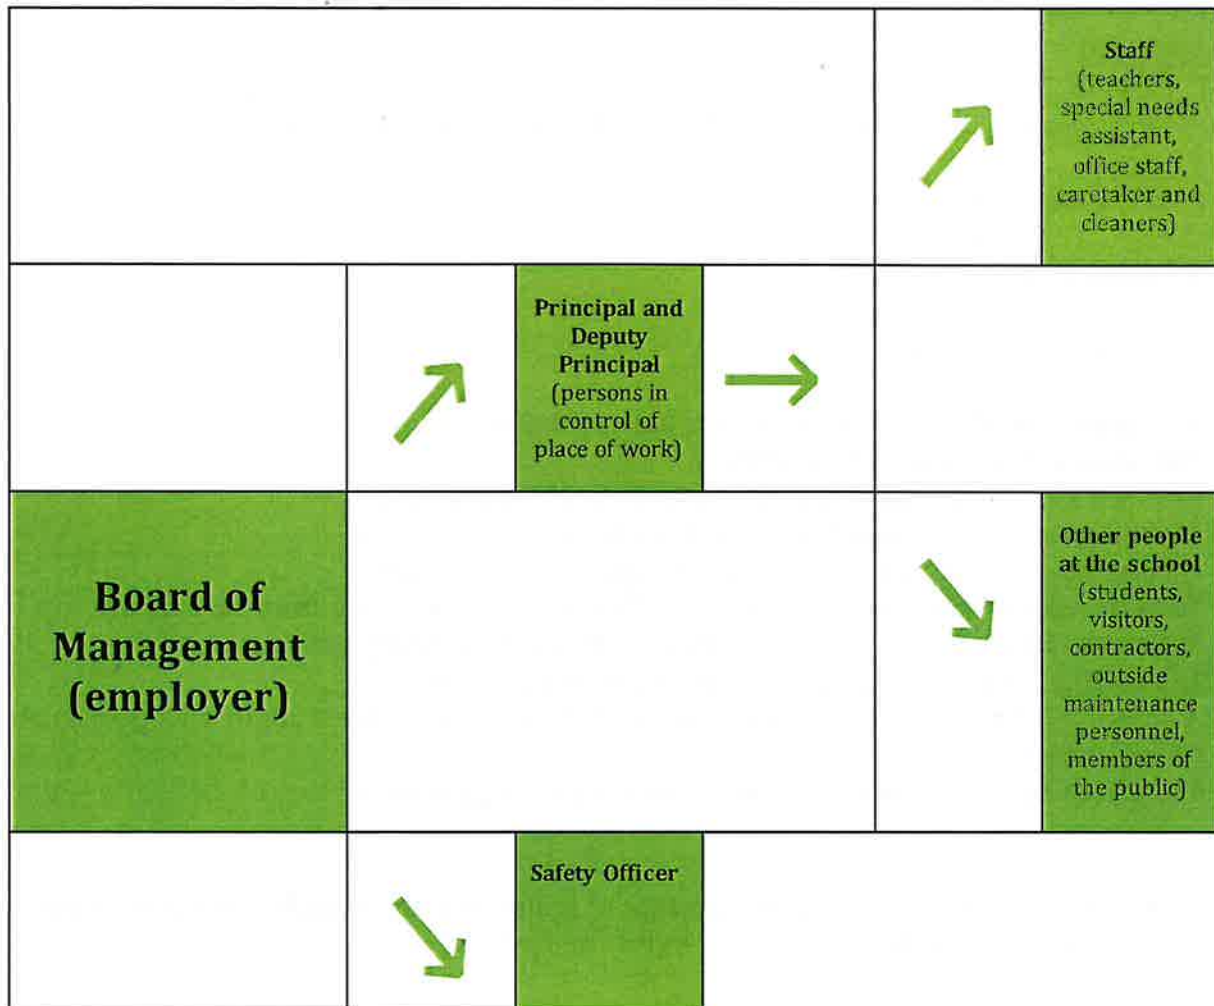 Staff
(teachers,
special needs
assistant,
office staff,
caretaker and
cleaners)
Principal and
Deputy
Principal
(persons in
control of
place of work)
Board of
Management
(employer)
Other people
at the school
(students,
visitors,
contractors,
outside
maintenance
personnel,
members of
the public)
Safety Officer